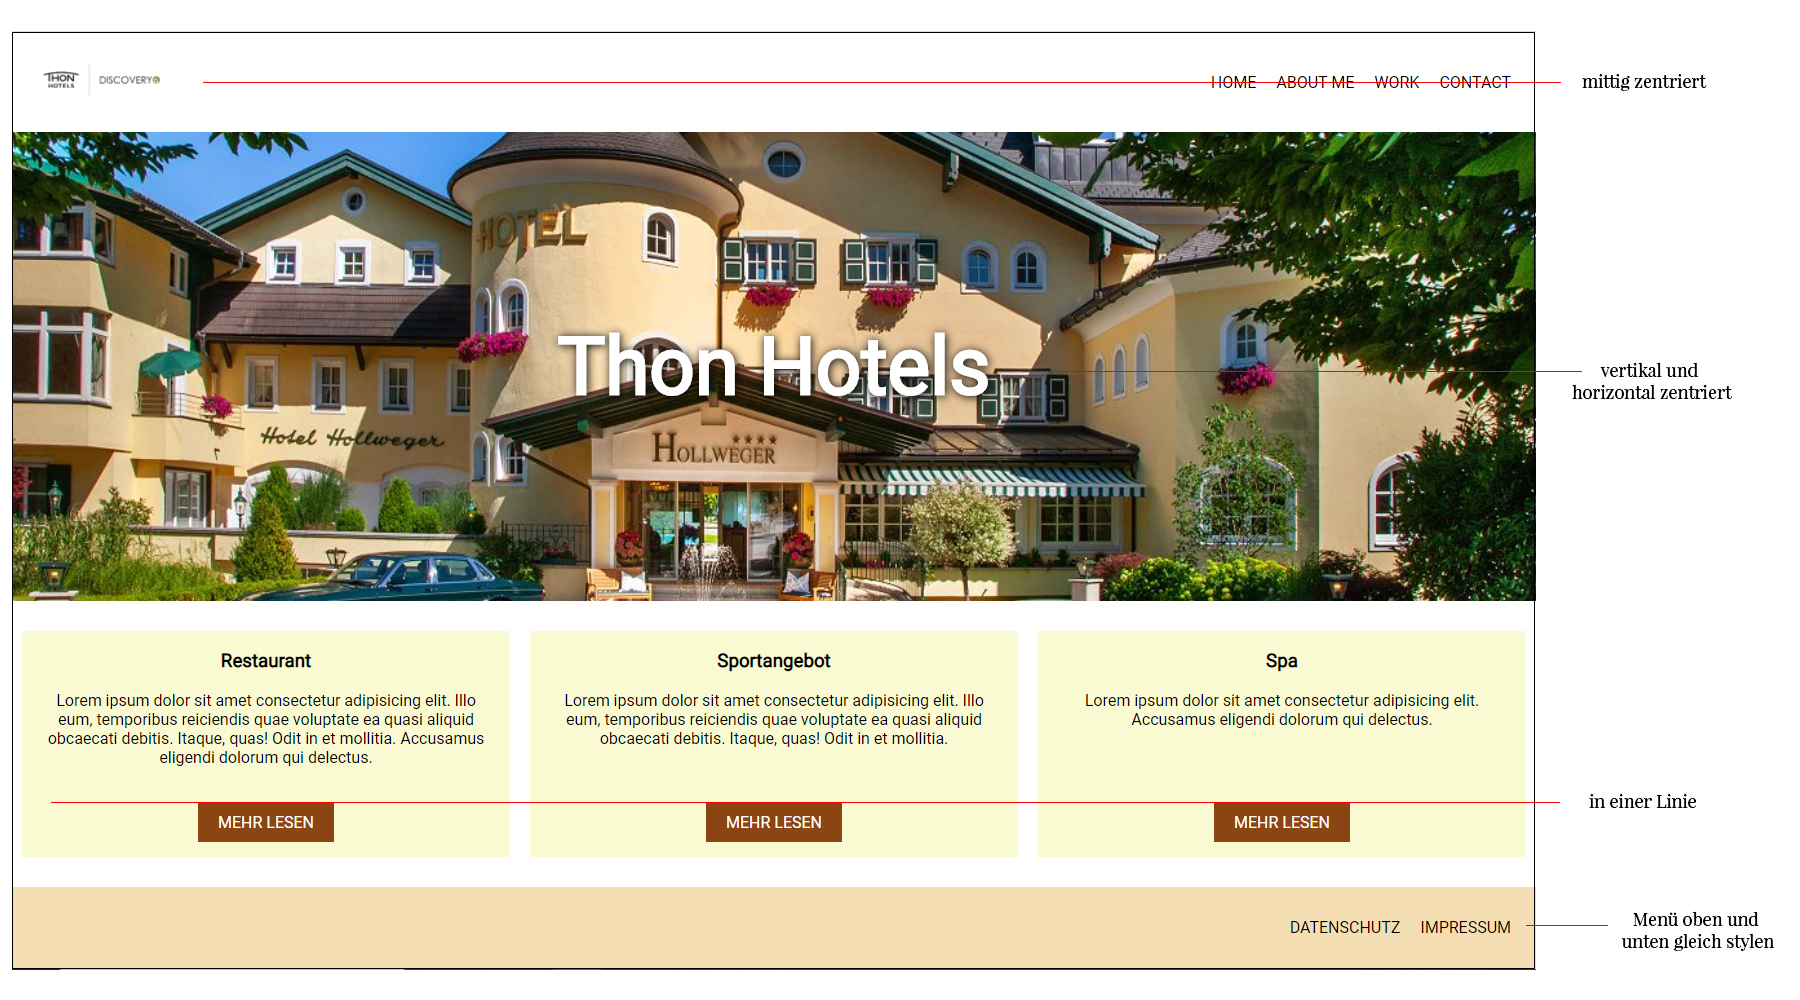 THON
HOTELS
DISCOVERY
HOME ABOUT ME WORK CONTACT
mittig zentriert
HOTEL
Thon Hotels
vertikal und
horizontal zentriert
Hotel Hollweger
HOLLWEGER
Restaurant
Lorem ipsum dolor sit amet consectetur adipisicing elit. Illo
eum, temporibus reiciendis quae voluptate ea quasi aliquid
obcaecati debitis. Itaque, quas! Odit in et mollitia. Accusamus
eligendi dolorum qui delectus.
MEHR LESEN
Sportangebot
Lorem ipsum dolor sit amet consectetur adipisicing elit. Illo
eum, temporibus reiciendis quae voluptate ea quasi aliquid
obcaecati debitis. Itaque, quas! Odit in et mollitia.
MEHR LESEN
Spa
Lorem ipsum dolor sit amet consectetur adipisicing elit.
Accusamus eligendi dolorum qui delectus.
MEHR LESEN
in einer Linie
DATENSCHUTZ IMPRESSUM
Menü oben und
unten gleich stylen